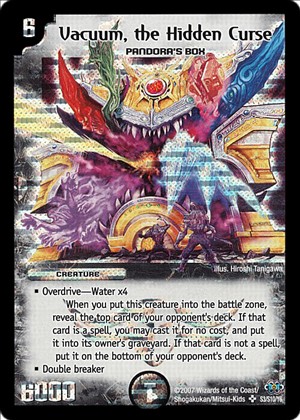 6
Vacuum, the Hidden Curse
PANDORA'S BOX
illus. Hiroshi Tanigawa
CREATURE
• Overdrive—Water x4
When you put this creature into the battle zone,
reveal the top card of your opponent's deck. If that
card is a spell, you may cast it for no cost, and put
it into its owner's graveyard. If that card is not a spell,
put it on the bottom of your opponent's deck.
• Double breaker
6000
1
©2007 Wizards of the Coast/
Shogakukan/Mitsui-Kids